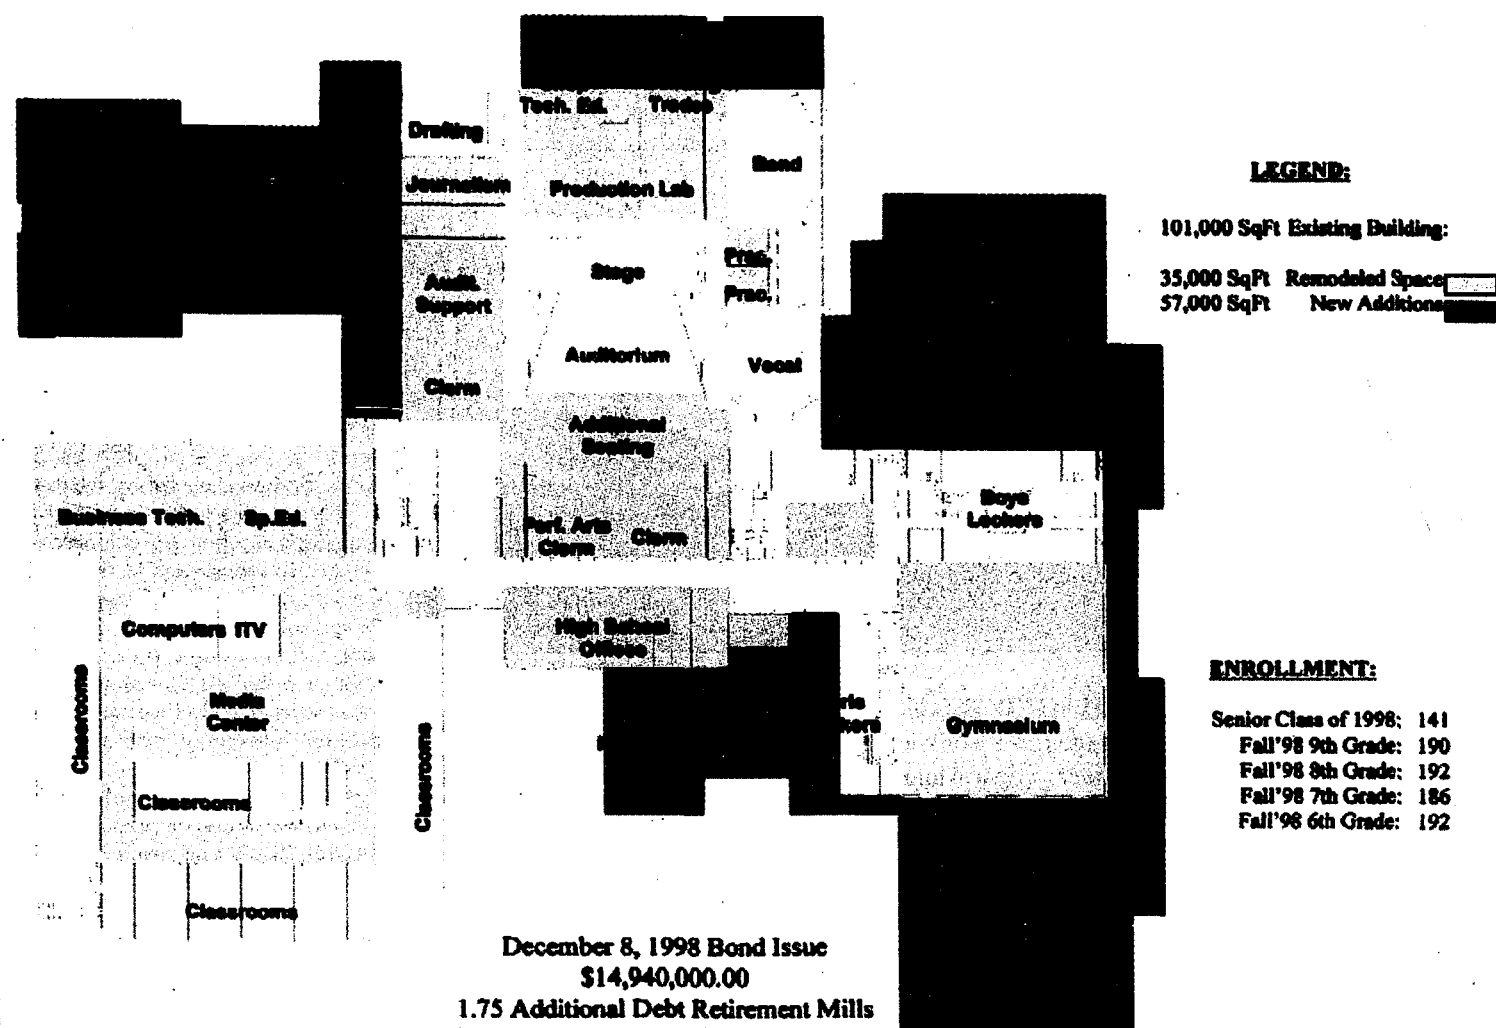 Tech. Ed. Trades
Drafting
Band
Journalism
Production Lab
LEGEND:
101,000 SqFt Existing Building:
Prac.
Stage
Audit.
Support
35,000 SqFt Remodeled Space
Prac.
57,000 SqFt New Additions
Auditorium
Vocal
Clsrm
Additional
Seating
Boys
Lockers
Business Tech. Sp.Ed.
Perf. Arts
Clsrm
Clsrm
Computers ITV
High School
Offices
ENROLLMENT:
Classrooms
Media
Center
Gymnasium
Senior Class of 1998: 141
Fall'98 9th Grade: 190
Fall'98 8th Grade: 192
Classrooms
Fall'98 7th Grade: 186
Classrooms
Fall'98 6th Grade: 192
Classrooms
December 8, 1998 Bond Issue
$14,940,000.00
1.75 Additional Debt Retirement Mills